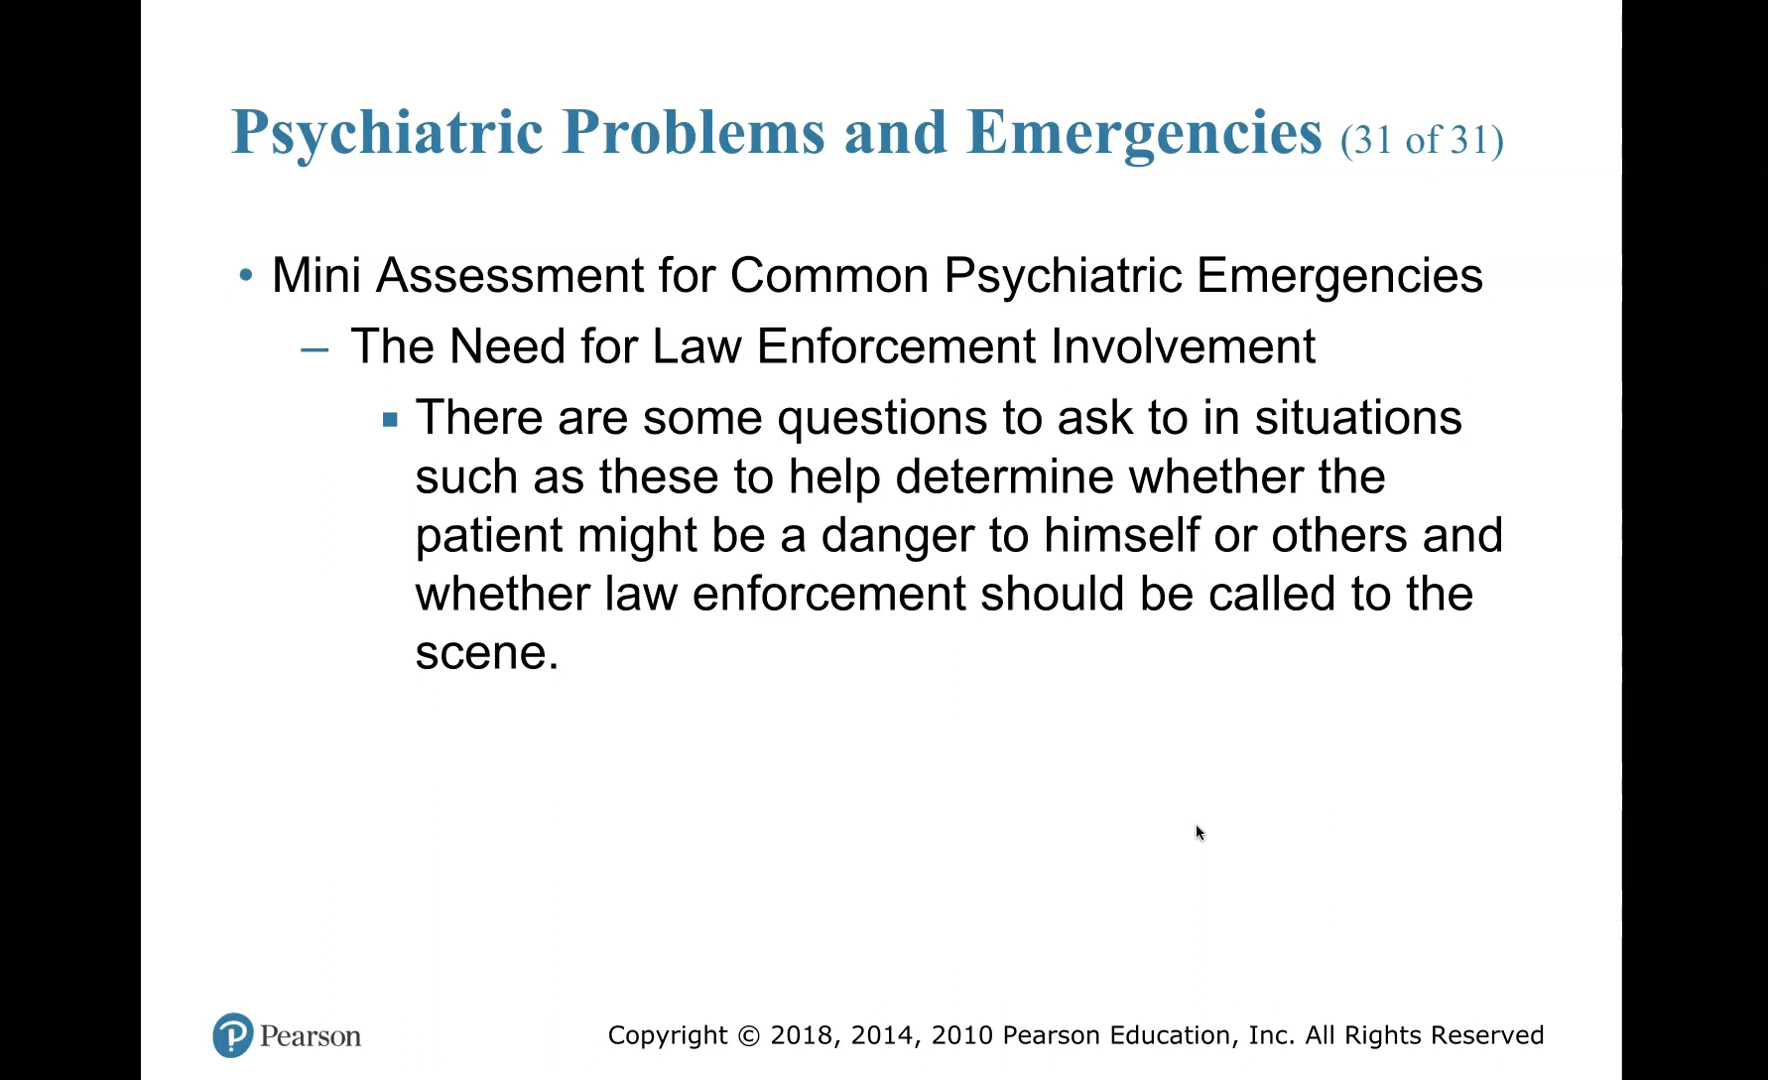 Psychiatric Problems and Emergencies (31 of 31)
• Mini Assessment for Common Psychiatric Emergencies
– The Need for Law Enforcement Involvement
▪ There are some questions to ask to in situations
such as these to help determine whether the
patient might be a danger to himself or others and
whether law enforcement should be called to the
scene.
Pearson
Copyright © 2018, 2014, 2010 Pearson Education, Inc. All Rights Reserved